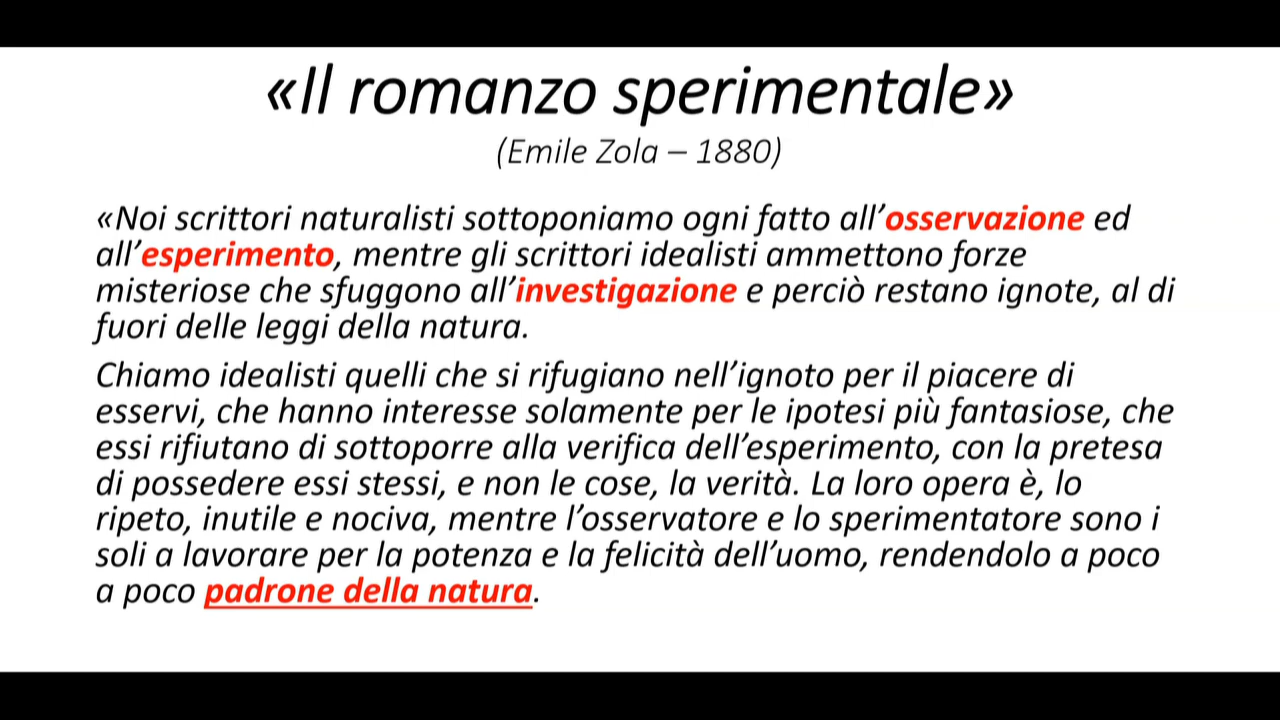 «Il romanzo sperimentale»
(Emile Zola – 1880)
«Noi scrittori naturalisti sottoponiamo ogni fatto all’osservazione ed
all’esperimento, mentre gli scrittori idealisti ammettono forze
misteriose che sfuggono all’investigazione e perciò restano ignote, al di
fuori delle leggi della natura.
Chiamo idealisti quelli che si rifugiano nell’ignoto per il piacere di
esservi, che hanno interesse solamente per le ipotesi più fantasiose, che
essi rifiutano di sottoporre alla verifica dell’esperimento, con la pretesa
di possedere essi stessi, e non le cose, la verità. La loro opera è, lo
ripeto, inutile e nociva, mentre l’osservatore e lo sperimentatore sono i
soli a lavorare per la potenza e la felicità dell’uomo, rendendolo a poco
a poco padrone della natura.